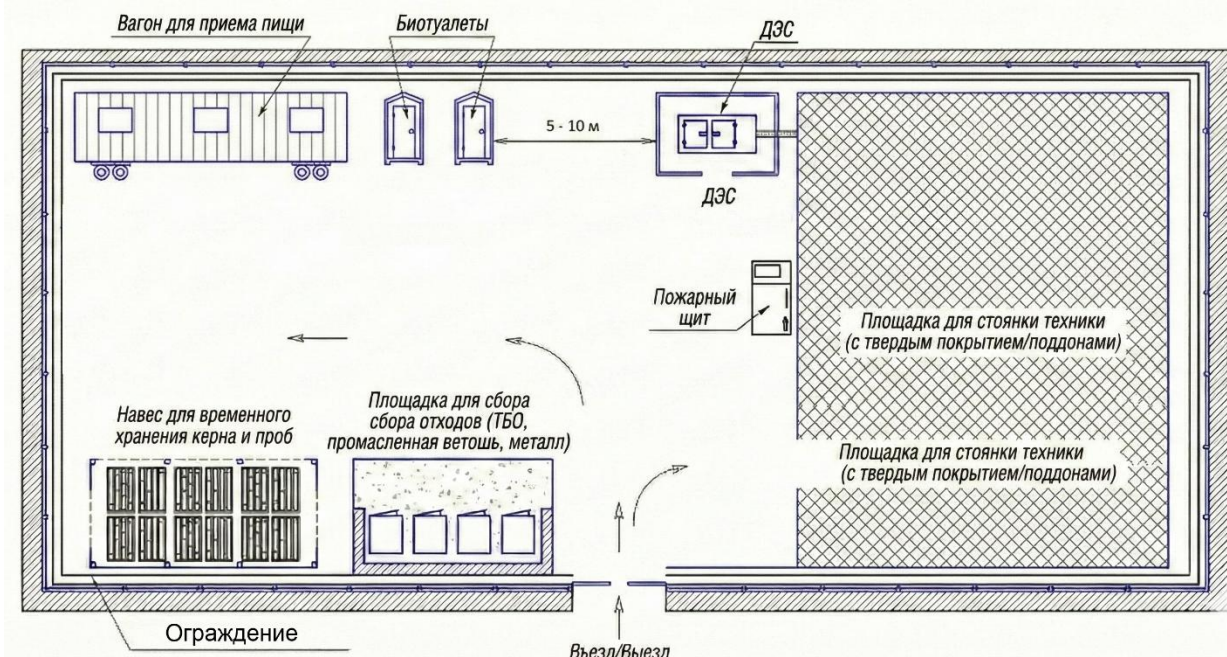 Вагон для приема пищи
Биотуалеты
ДЭС
5 - 10 м
ДЭС
Пожарный
щит
Площадка для стоянки техники
(с твердым покрытием/поддонами)
Навес для временного
хранения керна и проб
Площадка для сбора
сбора отходов (ТБО,
промасленная ветошь, металл)
Площадка для стоянки техники
(с твердым покрытием/поддонами)
Ограждение
Въезд/Выезд